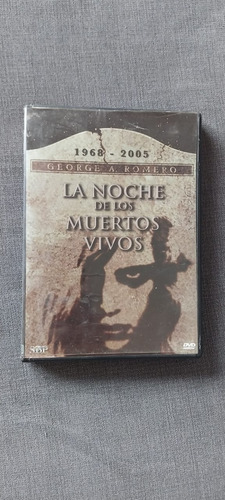 1968 - 2005
GEORGE A. ROMERO
LA NOCHE
DE LOS
MUERTOS
VIVOS
DVD